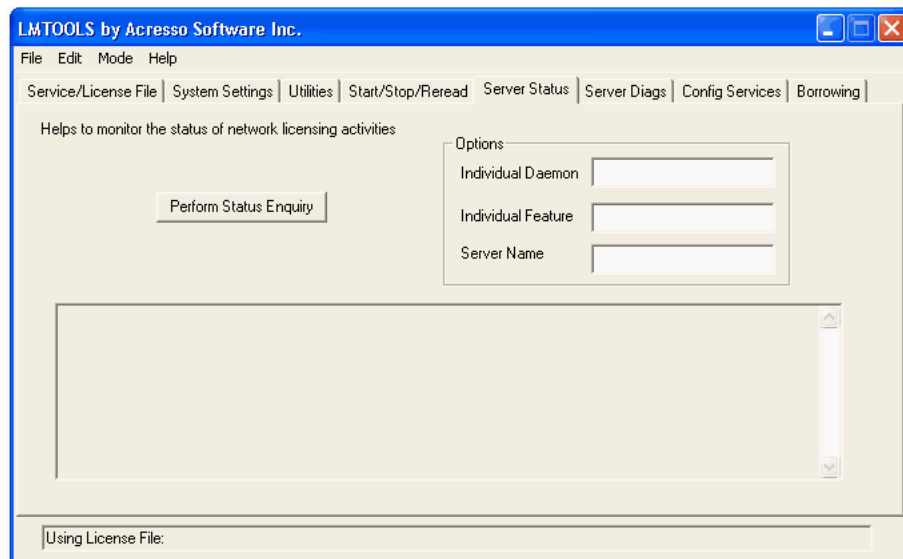 LMTOOLS by Acresso Software Inc.
File Edit Mode Help
Service/License File System Settings Utilities Start/Stop/Reread Server Status Server Diags Config Services Borrowing
Helps to monitor the status of network licensing activities
Options
Individual Daemon
Perform Status Enquiry
Individual Feature
Server Name
Using License File: